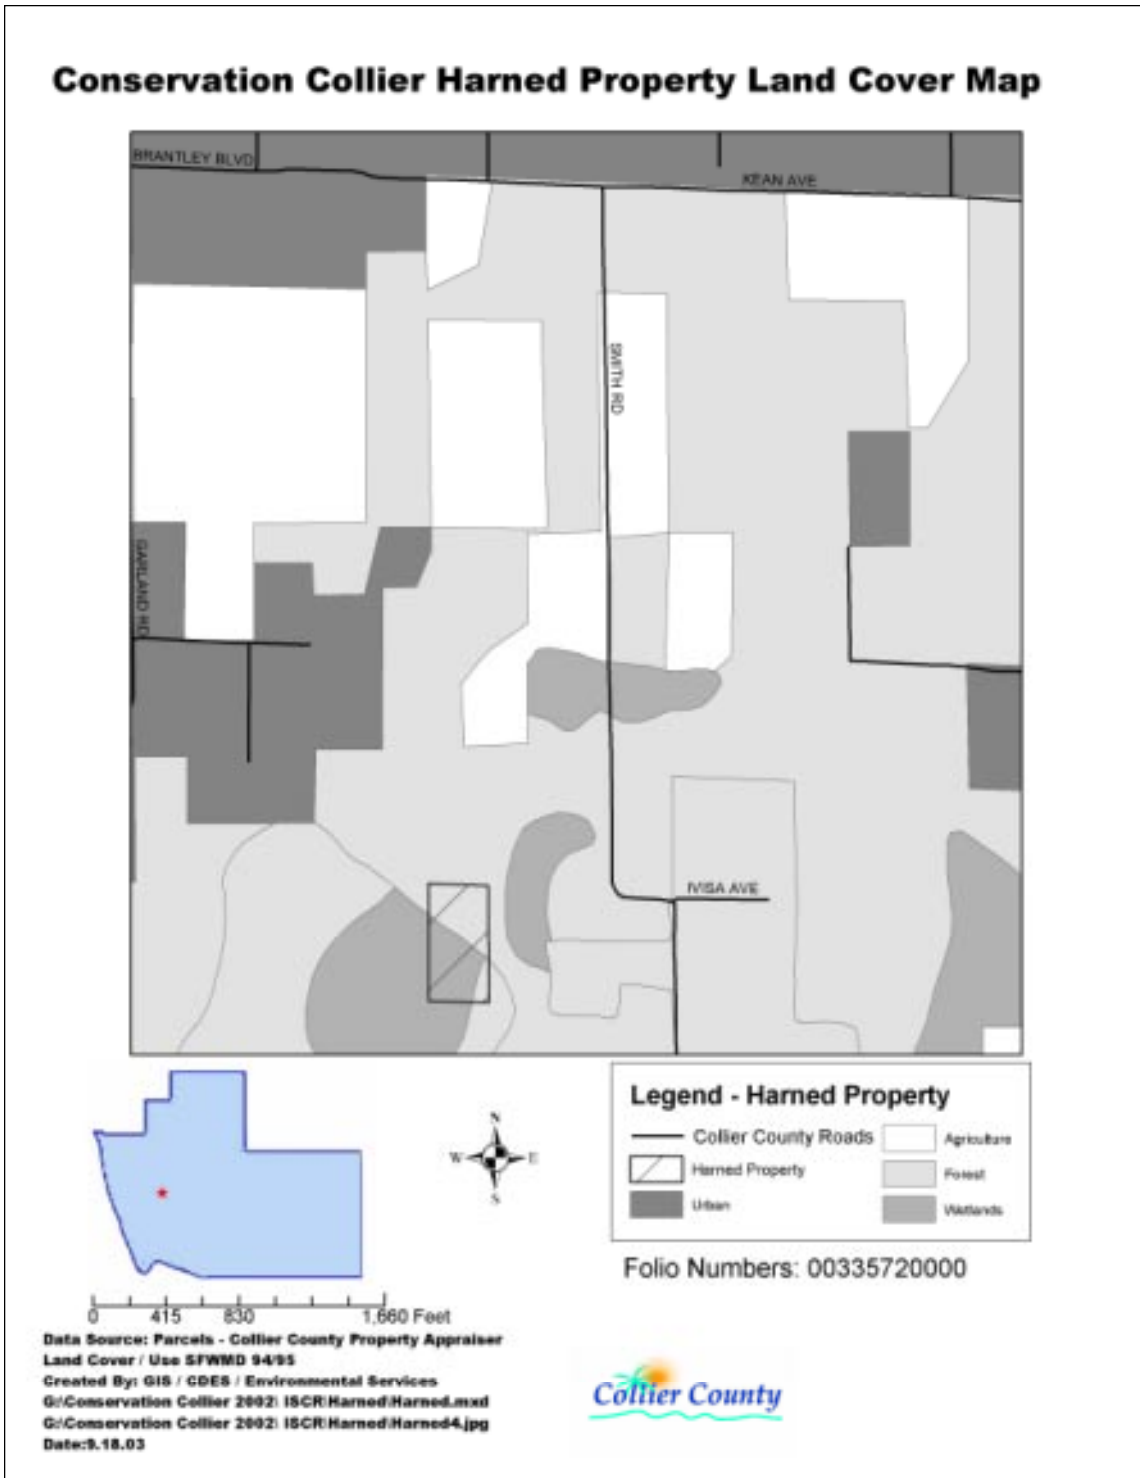 Conservation Collier Harned Property Land Cover Map
BRANTLEY BLVD
KEAN AVE
SMITH RD
GARLAND RD
IVISA AVE
N
W E
S
0 415 830 1,660 Feet
Legend - Harned Property
Collier County Roads
Harned Property
Urban
Agriculture
Forest
Wetlands
Folio Numbers: 00335720000
Data Source: Parcels - Collier County Property Appraiser
Land Cover / Use SFWMD 94/95
Created By: GIS / CDES / Environmental Services
G:\Conservation Collier 2002\ ISCR\Harned\Harned.mxd
G:\Conservation Collier 2002\ ISCR\Harned\Harned4.jpg
Date:9.18.03
Collier County